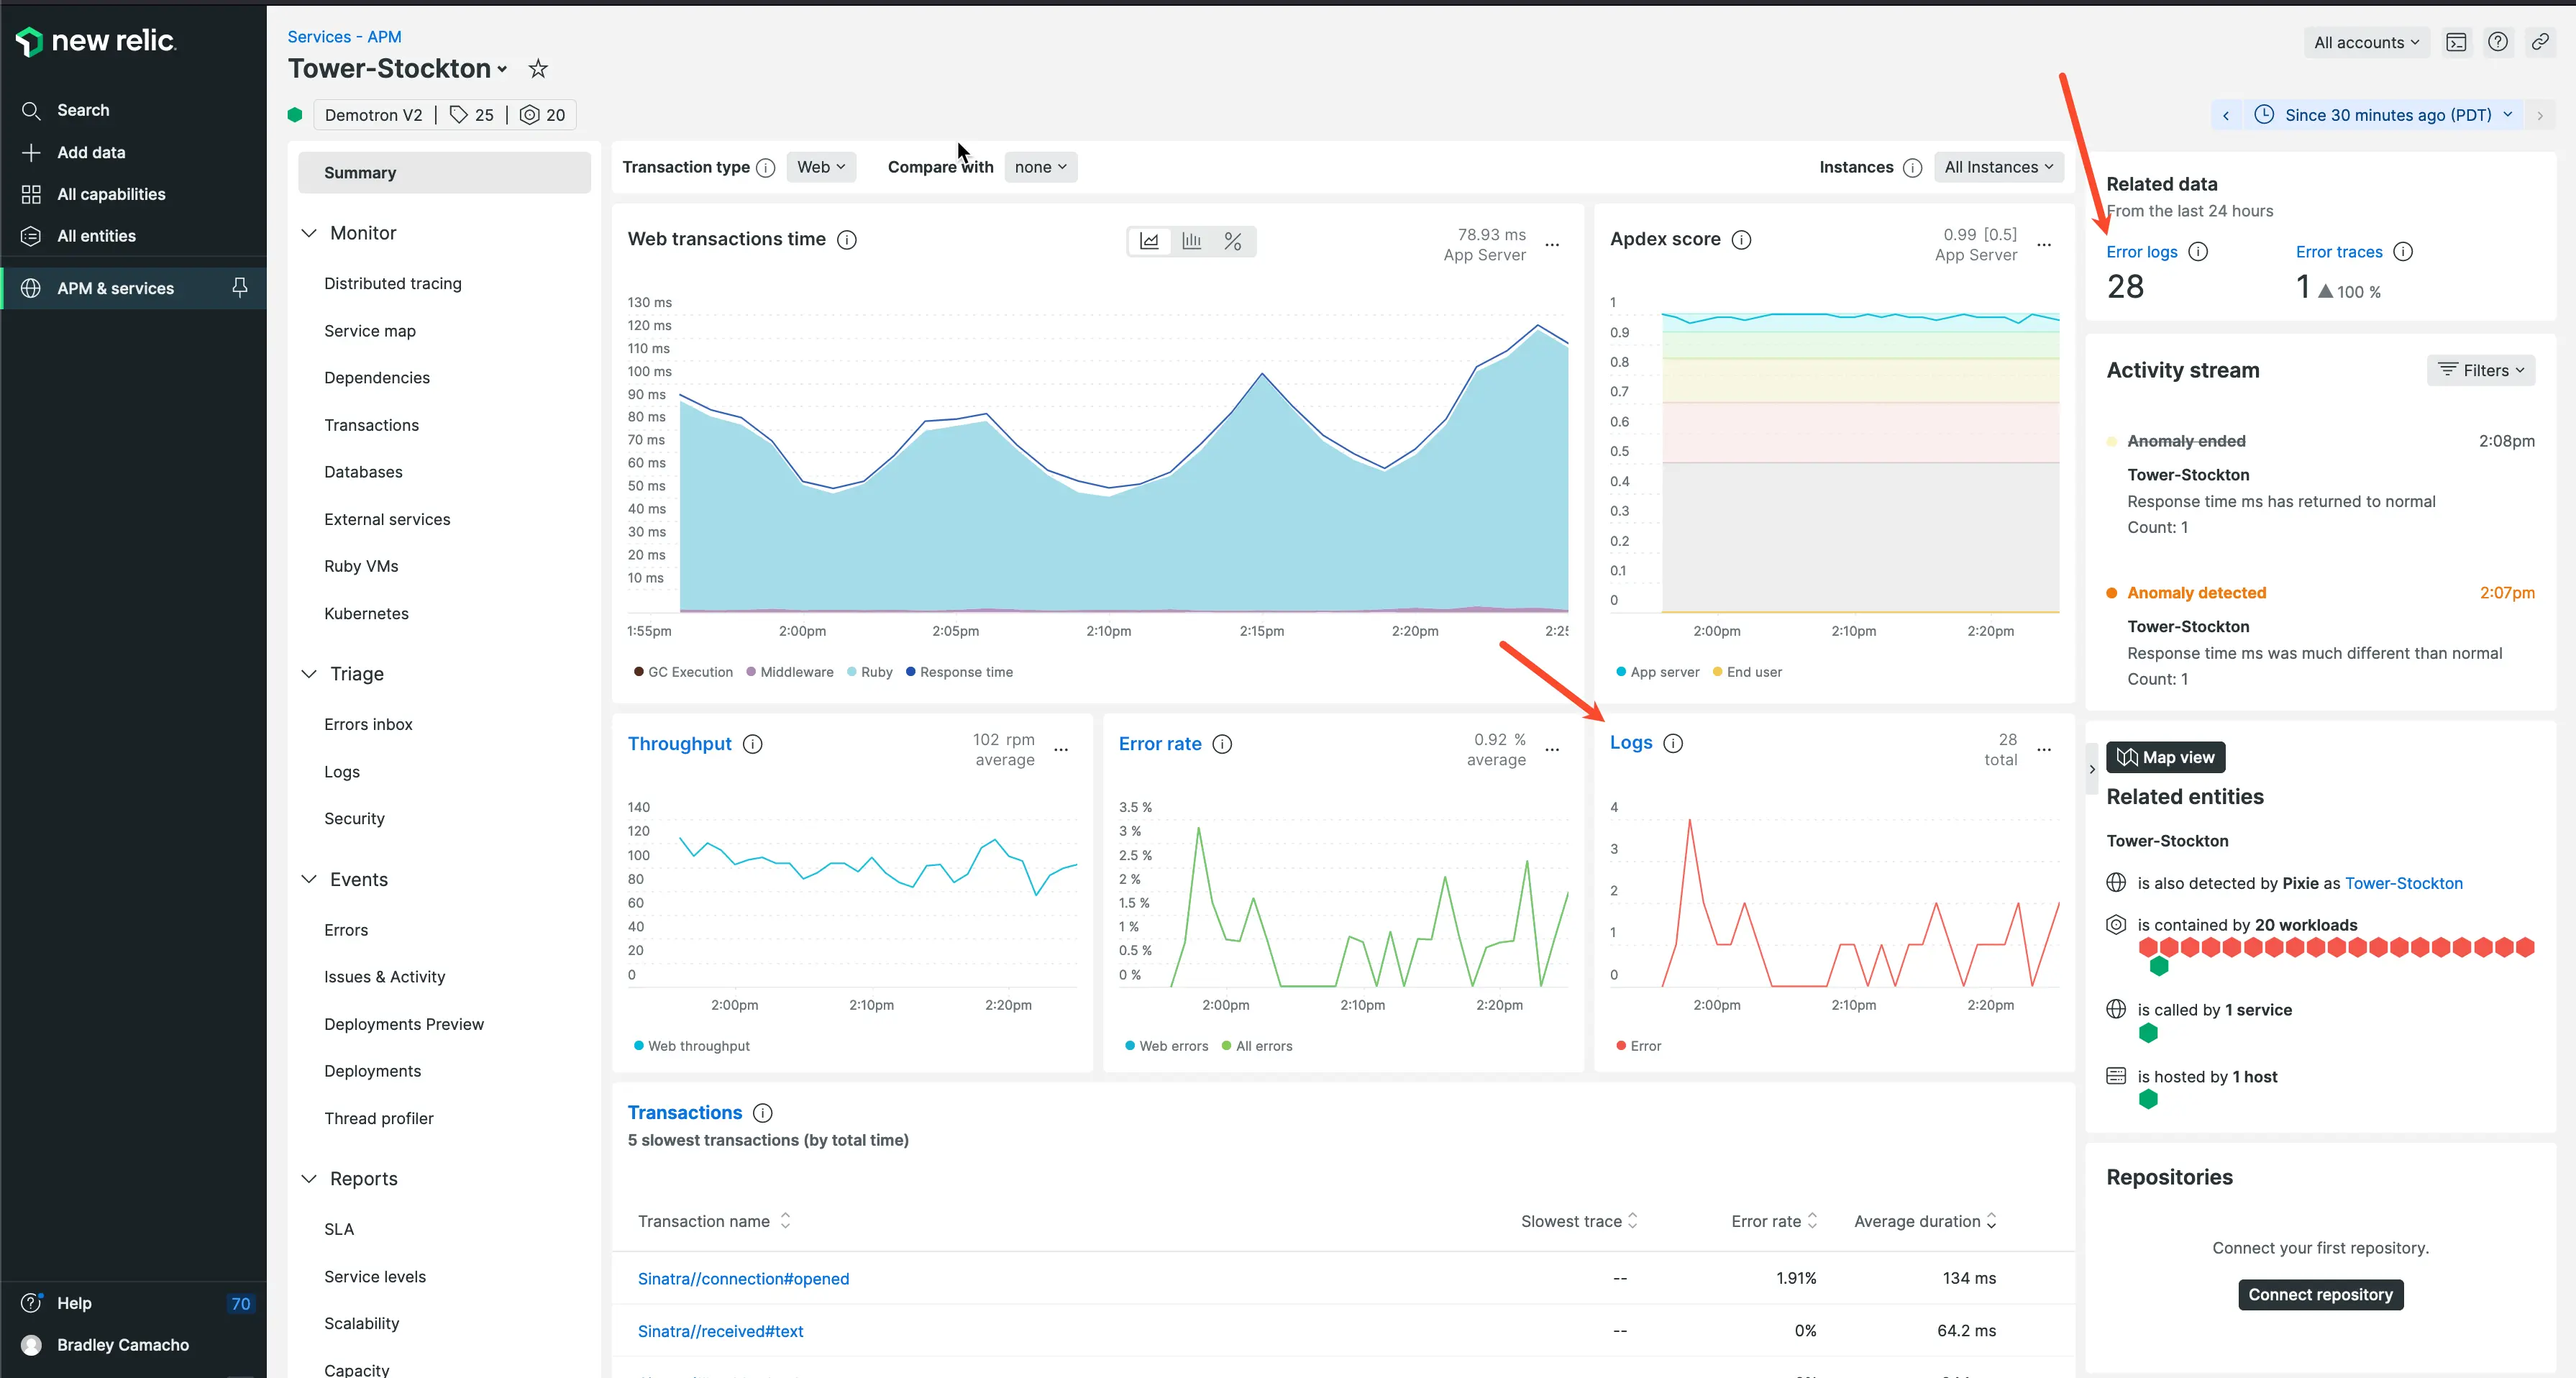 new relic.
Search
Add data
All capabilities
All entities
APM & services
Help
70
Bradley Camacho
Services - APM
Tower-Stockton
Demotron V2 | 25 | 20
All accounts
Since 30 minutes ago (PDT)
Summary
Monitor
Distributed tracing
Service map
Dependencies
Transactions
Databases
External services
Ruby VMs
Kubernetes
Triage
Errors inbox
Logs
Security
Events
Errors
Issues & Activity
Deployments Preview
Deployments
Thread profiler
Reports
SLA
Service levels
Scalability
Capacity
Transaction type Web Compare with none
Instances All Instances
Web transactions time
78.93 ms
App Server
130 ms
120 ms
110 ms
100 ms
90 ms
80 ms
70 ms
60 ms
50 ms
40 ms
30 ms
20 ms
10 ms
1:55pm 2:00pm 2:05pm 2:10pm 2:15pm 2:20pm
GC Execution Middleware Ruby Response time
Apdex score
0.99 [0.5]
App Server
1
0.9
0.8
0.7
0.6
0.5
0.4
0.3
0.2
0.1
0
2:00pm 2:10pm 2:20pm
App server End user
Throughput
102 rpm
average
140
120
100
80
60
40
20
0
2:00pm 2:10pm 2:20pm
Web throughput
Error rate
0.92 %
average
3.5 %
3 %
2.5 %
2 %
1.5 %
1 %
0.5 %
0 %
2:00pm 2:10pm 2:20pm
Web errors All errors
Logs
28
total
4
3
2
1
0
2:00pm 2:10pm 2:20pm
Error
Transactions
5 slowest transactions (by total time)
Transaction name Slowest trace Error rate Average duration
Sinatra//connection#opened -- 1.91% 134 ms
Sinatra//received#text -- 0% 64.2 ms
Related data
From the last 24 hours
Error logs Error traces
28 1 100 %
Activity stream Filters
Anomaly ended 2:08pm
Tower-Stockton
Response time ms has returned to normal
Count: 1
Anomaly detected 2:07pm
Tower-Stockton
Response time ms was much different than normal
Count: 1
Map view
Related entities
Tower-Stockton
is also detected by Pixie as Tower-Stockton
is contained by 20 workloads
is called by 1 service
is hosted by 1 host
Repositories
Connect your first repository.
Connect repository